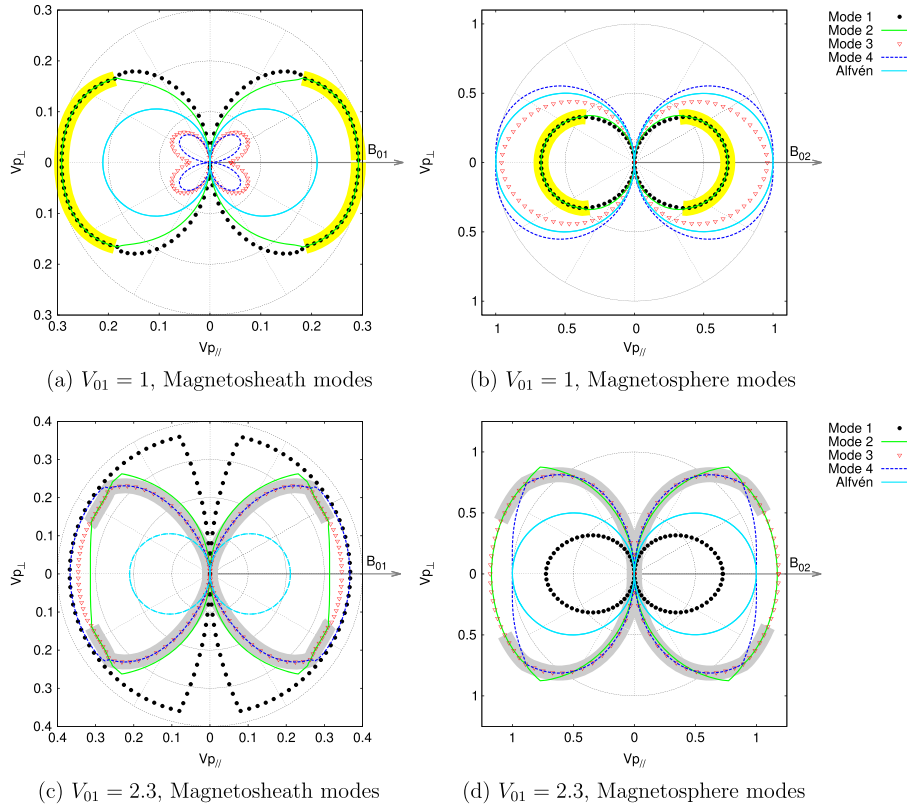 0.3
0.2
0.1
0
0.1
0.2
0.3
Vp⊥
0.3 0.2 0.1 0 0.1 0.2 0.3
Vp//
B01
(a) V01 = 1, Magnetosheath modes
1
0.5
0
0.5
1
Vp⊥
1 0.5 0 0.5 1
Vp//
B02
(b) V01 = 1, Magnetosphere modes
Mode 1
Mode 2
Mode 3
Mode 4
Alfvén
0.4
0.3
0.2
0.1
0
0.1
0.2
0.3
0.4
Vp⊥
0.4 0.3 0.2 0.1 0 0.1 0.2 0.3 0.4
Vp//
B01
(c) V01 = 2.3, Magnetosheath modes
1
0.5
0
0.5
1
Vp⊥
1 0.5 0 0.5 1
Vp//
B02
(d) V01 = 2.3, Magnetosphere modes
Mode 1
Mode 2
Mode 3
Mode 4
Alfvén